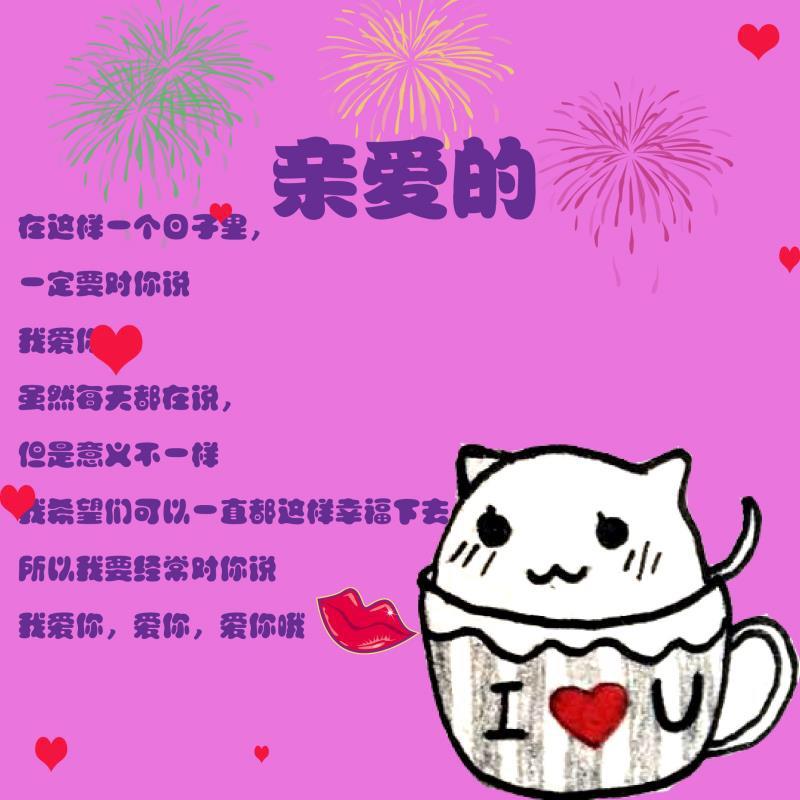 亲爱的
在这样一个日子里，
一定要对你说
我爱你
虽然每天都在说，
但是意义不一样
我希望们可以一直都这样幸福下去
所以我要经常对你说
我爱你，爱你，爱你哦
I ❤ U